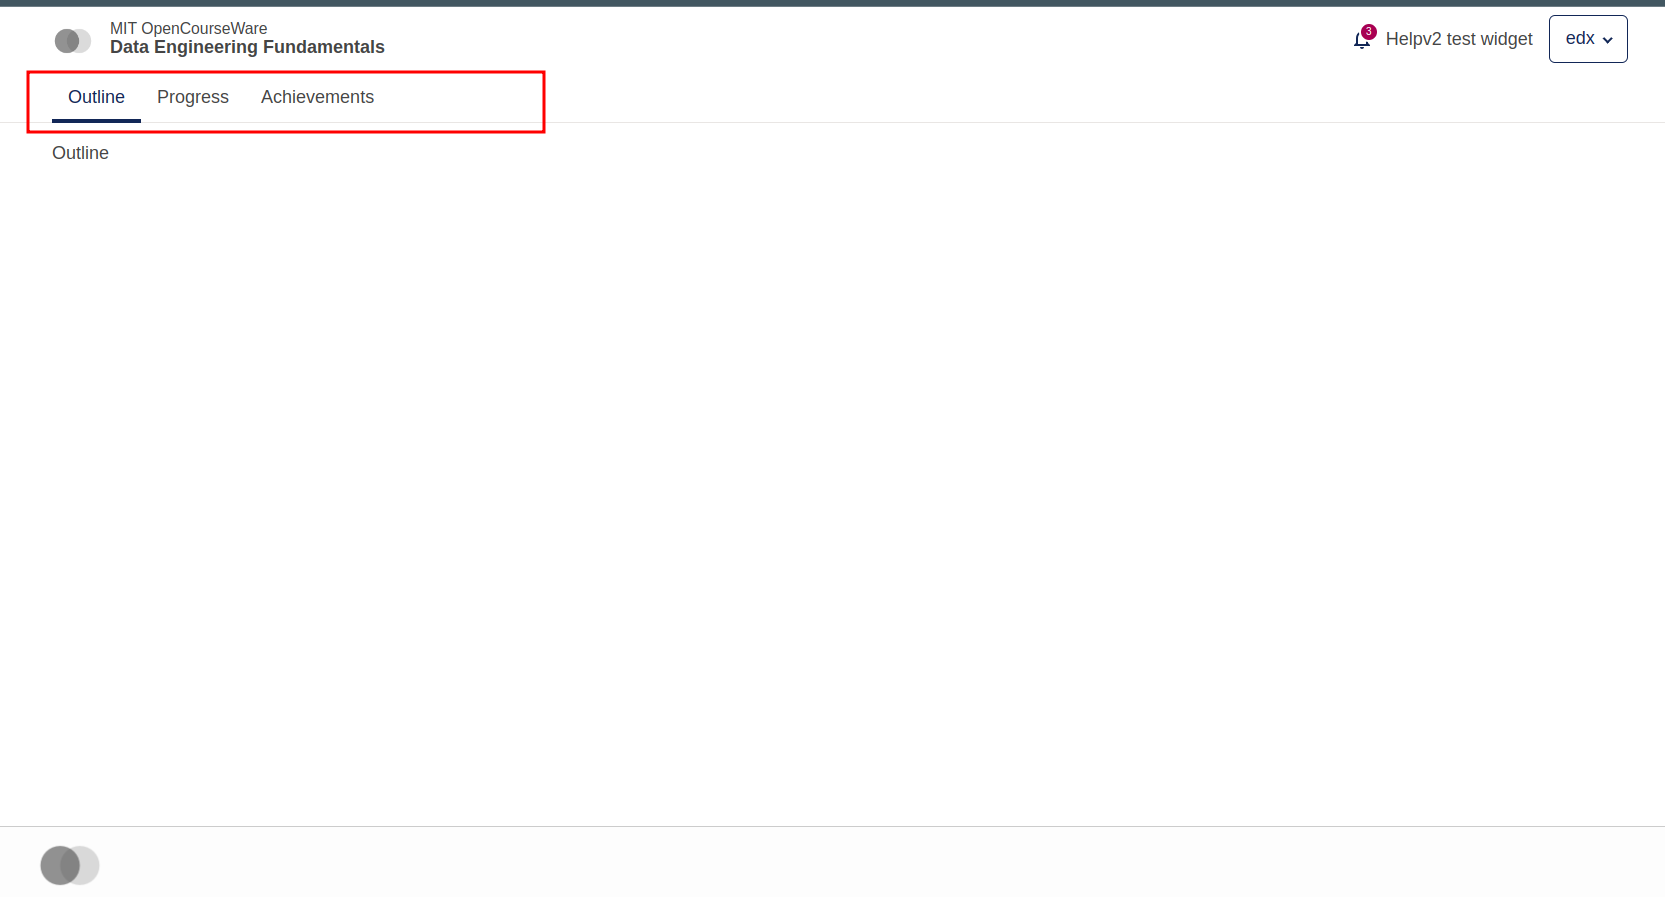 MIT OpenCourseWare
Data Engineering Fundamentals
3
Helpv2 test widget
edx
Outline Progress Achievements
Outline